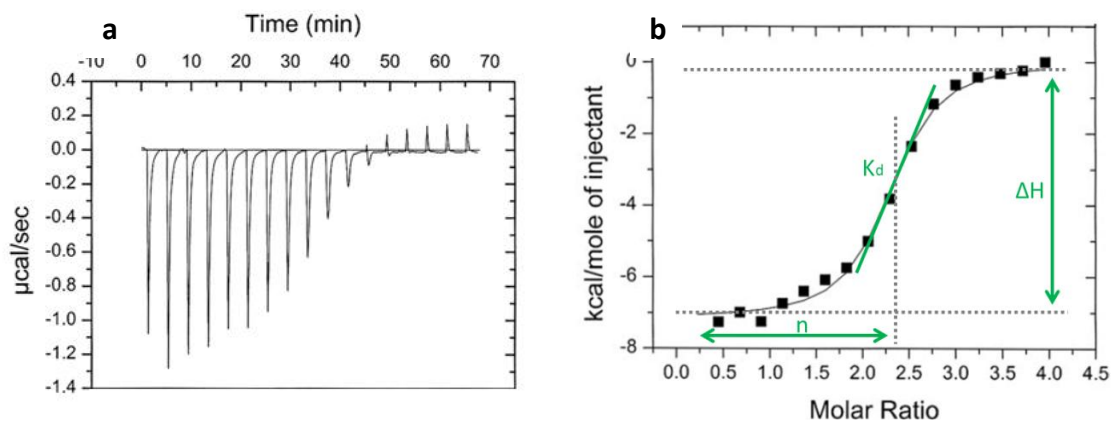 a
Time (min)
-10 0 10 20 30 40 50 60 70
0.4
0.2
0.0
-0.2
-0.4
-0.6
-0.8
-1.0
-1.2
-1.4
µcal/sec
b
0
-2
-4
-6
-8
kcal/mole of injectant
Kd
ΔH
n
0.0 0.5 1.0 1.5 2.0 2.5 3.0 3.5 4.0 4.5
Molar Ratio